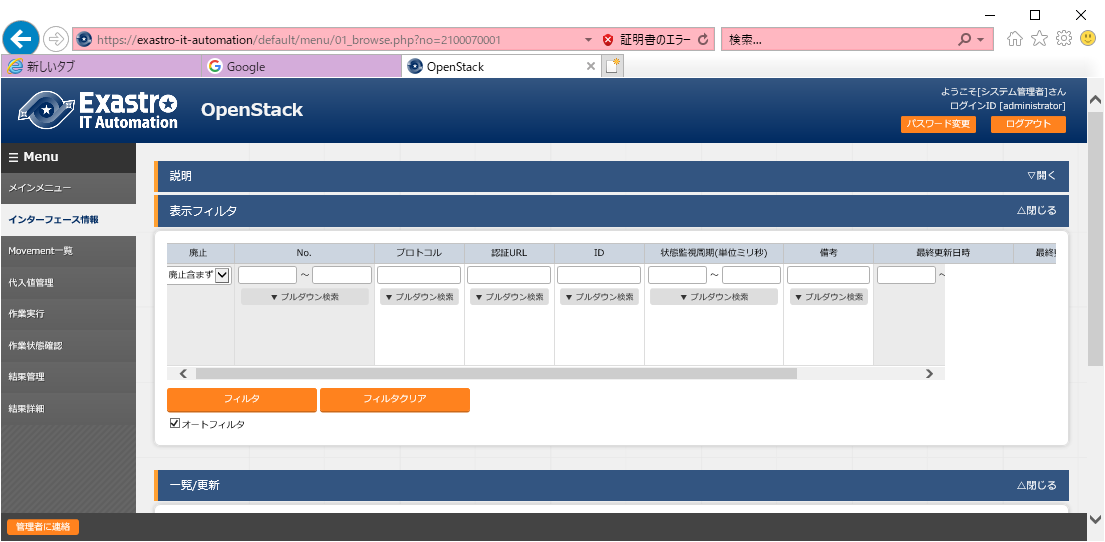 https://exastro-it-automation/default/menu/01_browse.php?no=2100070001 証明書のエラー 検索...
新しいタブ Google OpenStack
Exastro IT Automation OpenStack
ようこそ[システム管理者]さん
ログインID [administrator]
パスワード変更 ログアウト
Menu
メインメニュー
インターフェース情報
Movement一覧
代入値管理
作業実行
作業状態確認
結果管理
結果詳細
説明 ▽開く
表示フィルタ △閉じる
廃止 No. プロトコル 認証URL ID 状態監視周期(単位ミリ秒) 備考 最終更新日時 最終
廃止含まず ～ ～ ～
▼ プルダウン検索 ▼ プルダウン検索 ▼ プルダウン検索 ▼ プルダウン検索 ▼ プルダウン検索 ▼ プルダウン検索
フィルタ フィルタクリア
オートフィルタ
一覧/更新 △閉じる
管理者に連絡